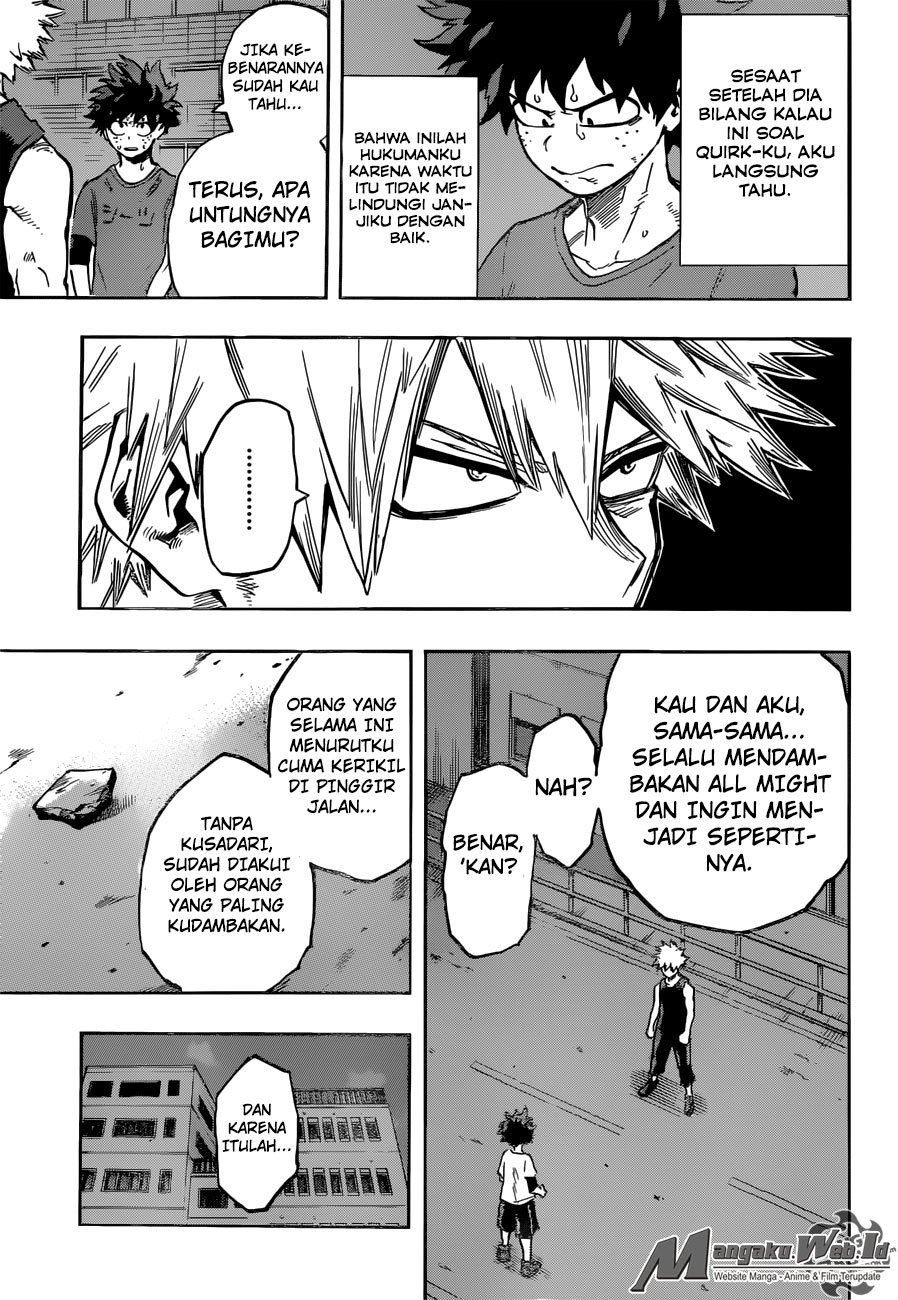 SESAAT
SETELAH DIA
BILANG KALAU
INI SOAL
QUIRK-KU, AKU
LANGSUNG
TAHU.
BAHWA INILAH
HUKUMANKU
KARENA WAKTU
ITU TIDAK ME-
LINDUNGI JAN-
JIKU DENGAN
BAIK.
JIKA KE-
BENARANNYA
SUDAH KAU
TAHU...
TERUS, APA
UNTUNGNYA
BAGIMU?
..........
KAU DAN AKU,
SAMA-SAMA...
SELALU MENDAM-
BAKAN ALL MIGHT
DAN INGIN MEN-
JADI SEPERTI-
NYA.
NAH?
BENAR,
'KAN?
ORANG YANG
SELAMA INI
MENURUTKU
CUMA KERIKIL
DI PINGGIR
JALAN...
TANPA
KUSADARI,
SUDAH DIAKUI
OLEH ORANG
YANG PALING
KUDAMBAKAN.
DAN
KARENA
ITULAH...
Mangaku.Web.Id
Website Manga - Anime & Film Terupdate